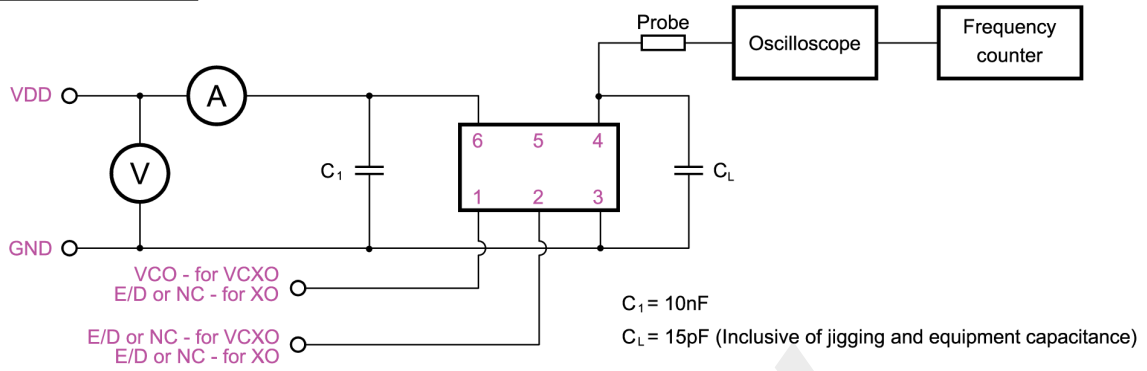 Probe
Oscilloscope
Frequency
counter
VDD
A
V
C1
6 5 4
1 2 3
CL
GND
VCO - for VCXO
E/D or NC - for XO
E/D or NC - for VCXO
E/D or NC - for XO
C1 = 10nF
CL = 15pF (Inclusive of jigging and equipment capacitance)